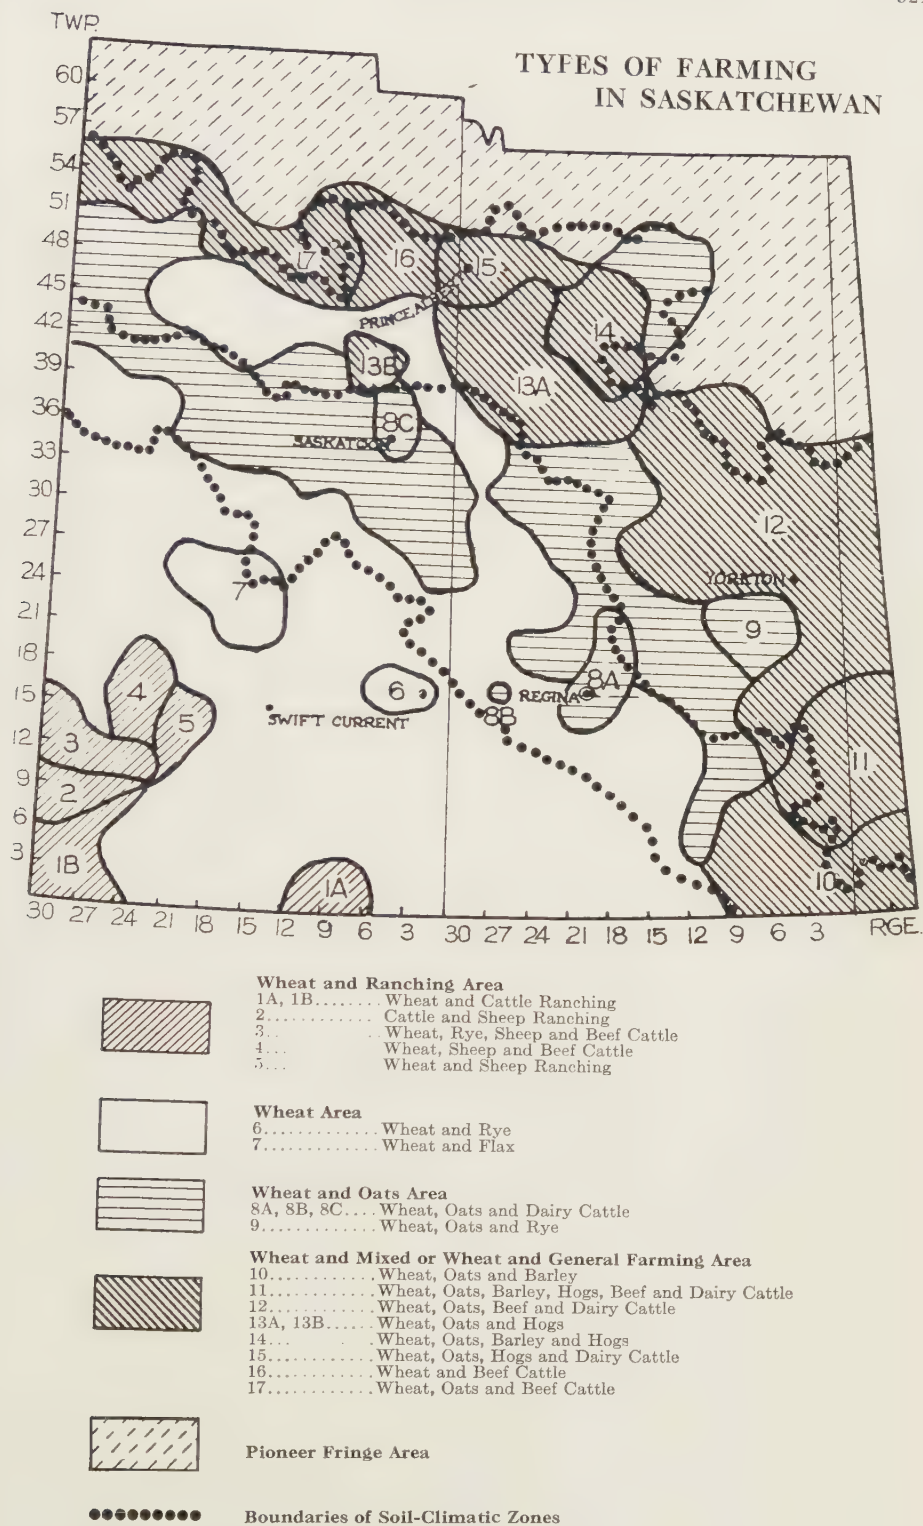 TWP.
TYPES OF FARMING
IN SASKATCHEWAN
60
57
54
51
48
45
42
39
36
33
30
27
24
21
18
15
12
9
6
3
17
16
15
14
PRINCE ALBERT
13B
13A
8C
SASKATOON
12
YORKTON
7
9
4
5
6
8A
REGINA
8B
SWIFT CURRENT
3
2
11
1B
1A
10
30 27 24 21 18 15 12 9 6 3 30 27 24 21 18 15 12 9 6 3 RGE.
Wheat and Ranching Area
1A, 1B........Wheat and Cattle Ranching
2............Cattle and Sheep Ranching
3.. ..Wheat, Rye, Sheep and Beef Cattle
4... Wheat, Sheep and Beef Cattle
5... Wheat and Sheep Ranching
Wheat Area
6.............Wheat and Rye
7.............Wheat and Flax
Wheat and Oats Area
8A, 8B, 8C....Wheat, Oats and Dairy Cattle
9.............Wheat, Oats and Rye
Wheat and Mixed or Wheat and General Farming Area
10............Wheat, Oats and Barley
11............Wheat, Oats, Barley, Hogs, Beef and Dairy Cattle
12............Wheat, Oats, Beef and Dairy Cattle
13A, 13B......Wheat, Oats and Hogs
14... . .Wheat, Oats, Barley and Hogs
15............Wheat, Oats, Hogs and Dairy Cattle
16............Wheat and Beef Cattle
17............Wheat, Oats and Beef Cattle
Pioneer Fringe Area
Boundaries of Soil-Climatic Zones